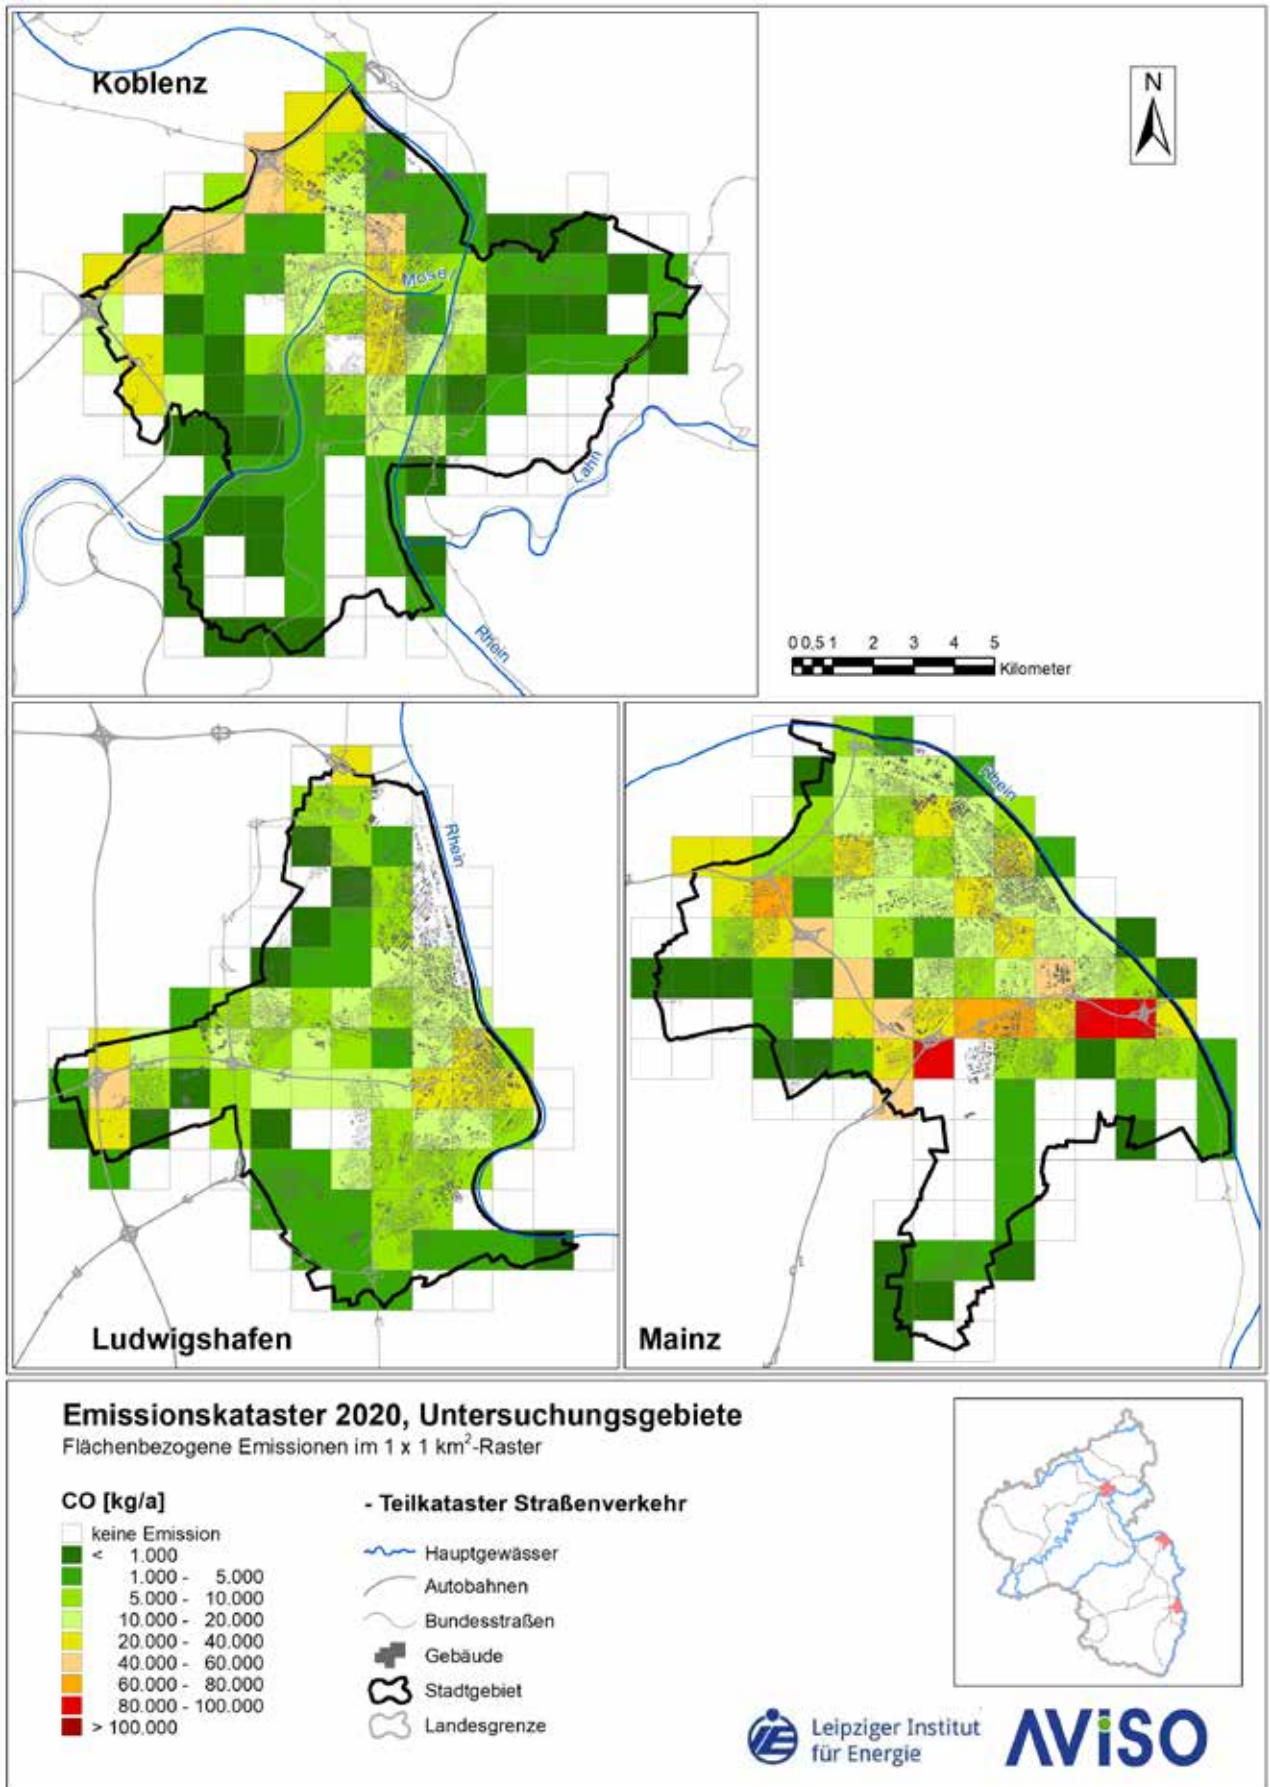 Koblenz
N
Mosel
Lahn
Rhein
0 0,5 1 2 3 4 5
Kilometer
Rhein
Ludwigshafen
Rhein
Mainz
Emissionskataster 2020, Untersuchungsgebiete
Flächenbezogene Emissionen im 1 x 1 km²-Raster
CO [kg/a]
keine Emission
< 1.000
1.000 - 5.000
5.000 - 10.000
10.000 - 20.000
20.000 - 40.000
40.000 - 60.000
60.000 - 80.000
80.000 - 100.000
> 100.000
- Teilkataster Straßenverkehr
Hauptgewässer
Autobahnen
Bundesstraßen
Gebäude
Stadtgebiet
Landesgrenze
Leipziger Institut
für Energie
AViSO